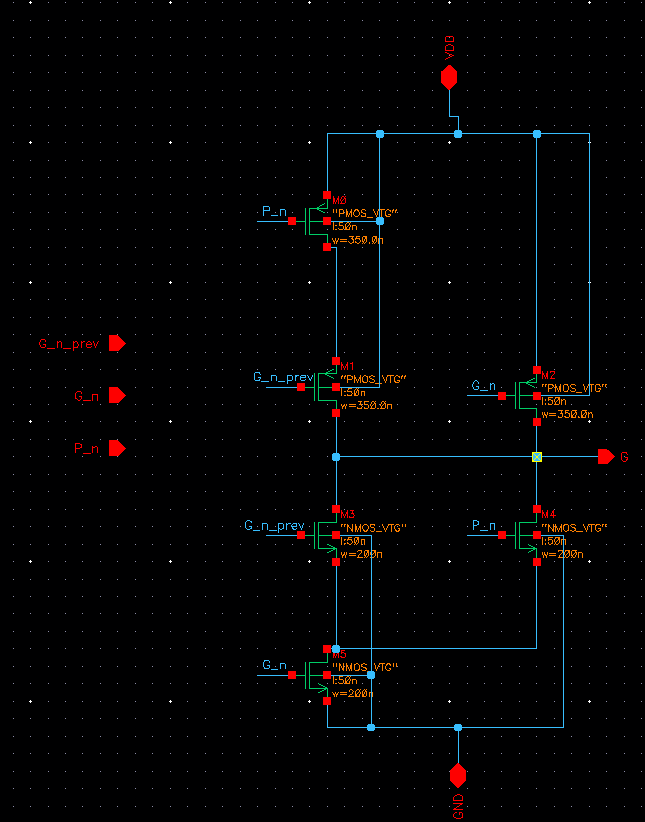 VDD
M0
P_n
"PMOS_VTG"
l:50n
w=350.0n
G_n_prev
M1
G_n_prev
"PMOS_VTG"
l:50n
w=350.0n
M2
G_n
"PMOS_VTG"
l:50n
w=350.0n
G_n
P_n
G
M3
G_n_prev
"NMOS_VTG"
l:50n
w=200n
M4
P_n
"NMOS_VTG"
l:50n
w=200n
M5
G_n
"NMOS_VTG"
l:50n
w=200n
GND